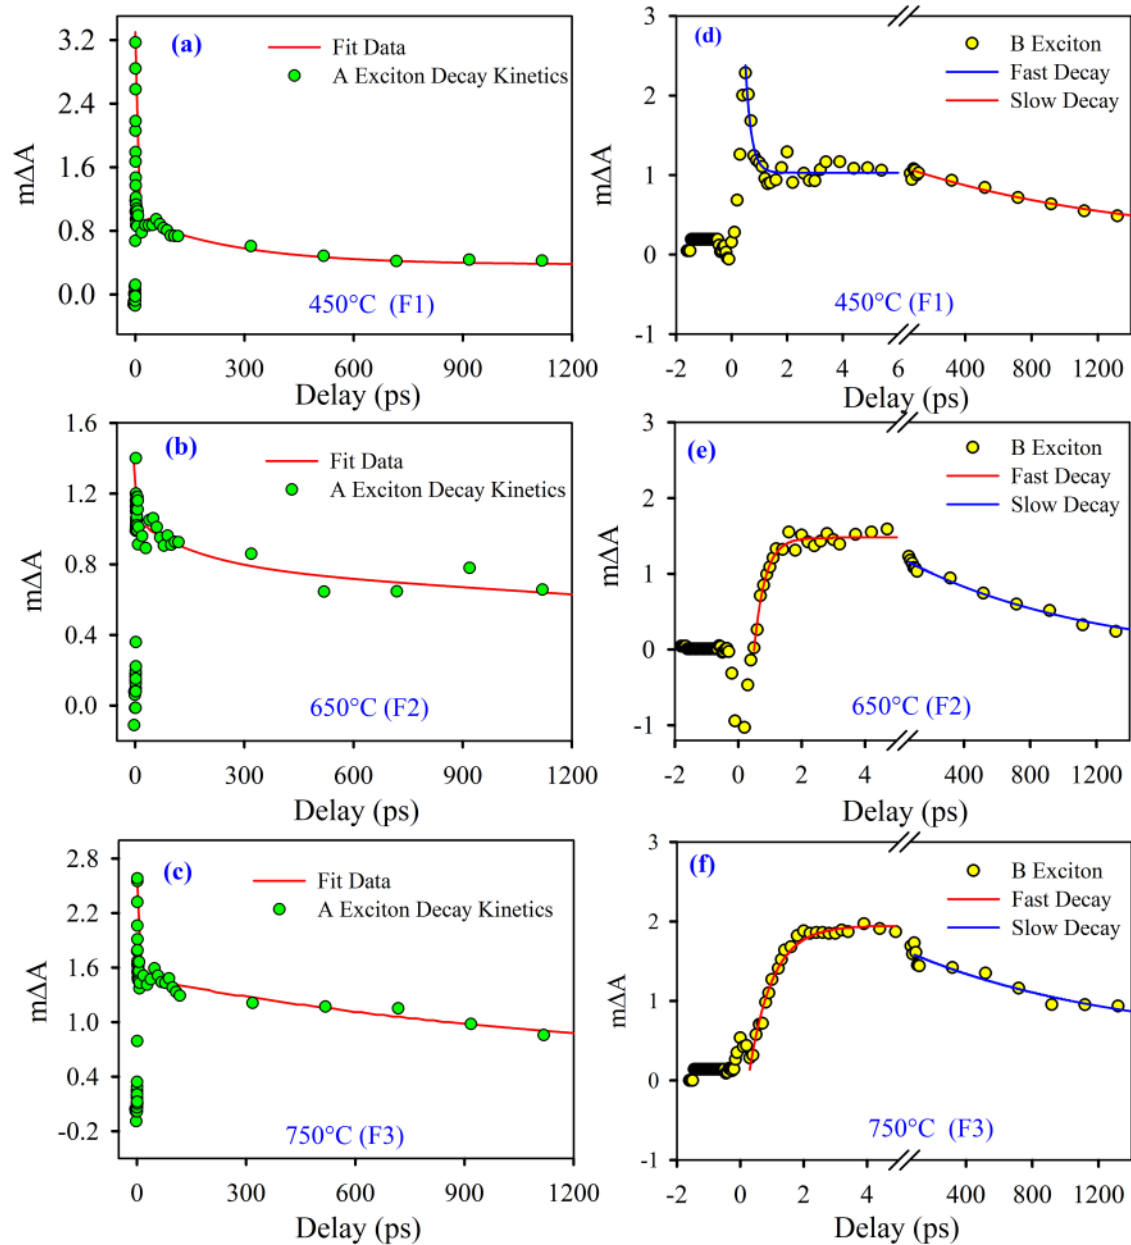 (a)
Fit Data
A Exciton Decay Kinetics
3.2
2.4
1.6
0.8
0.0
mΔA
450°C (F1)
0 300 600 900 1200
Delay (ps)
(d)
B Exciton
Fast Decay
Slow Decay
3
2
1
0
-1
mΔA
450°C (F1)
-2 0 2 4 6 400 800 1200
Delay (ps)
(b)
Fit Data
A Exciton Decay Kinetics
1.6
1.2
0.8
0.4
0.0
mΔA
650°C (F2)
0 300 600 900 1200
Delay (ps)
(e)
B Exciton
Fast Decay
Slow Decay
3
2
1
0
-1
mΔA
650°C (F2)
-2 0 2 4 400 800 1200
Delay (ps)
(c)
Fit Data
A Exciton Decay Kinetics
2.8
2.2
1.6
1.0
0.4
-0.2
mΔA
750°C (F3)
0 300 600 900 1200
Delay (ps)
(f)
B Exciton
Fast Decay
Slow Decay
3
2
1
0
-1
mΔA
750°C (F3)
-2 0 2 4 400 800 1200
Delay (ps)